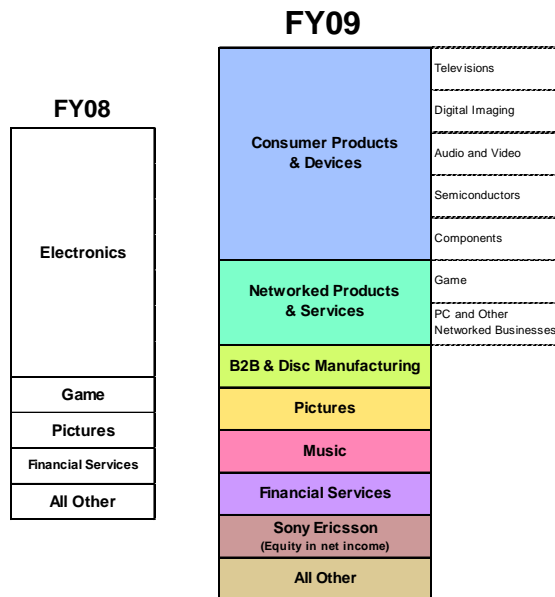 FY09
FY08
Electronics
Game
Pictures
Financial Services
All Other
Consumer Products
& Devices
Televisions
Digital Imaging
Audio and Video
Semiconductors
Components
Networked Products
& Services
Game
PC and Other
Networked Businesses
B2B & Disc Manufacturing
Pictures
Music
Financial Services
Sony Ericsson
(Equity in net income)
All Other